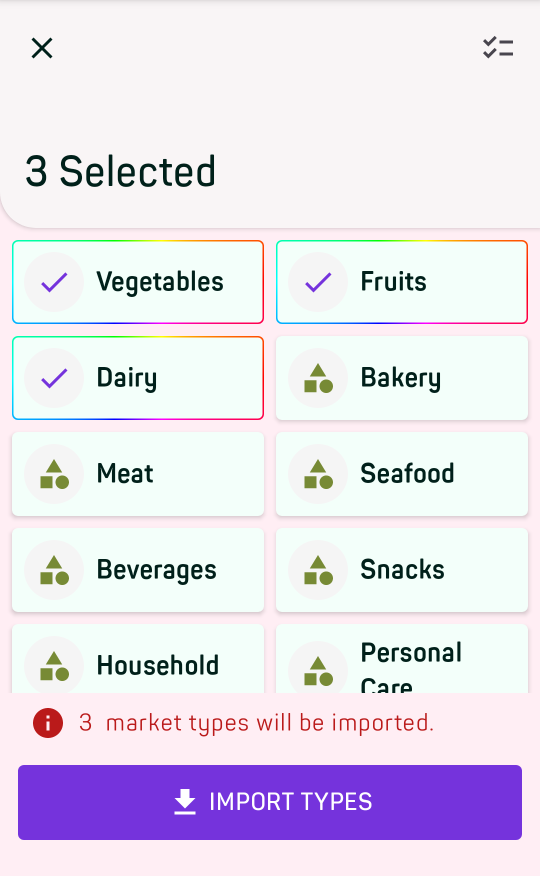 3 Selected
Vegetables
Fruits
Dairy
Bakery
Meat
Seafood
Beverages
Snacks
Household
Personal
Care
3 market types will be imported.
IMPORT TYPES